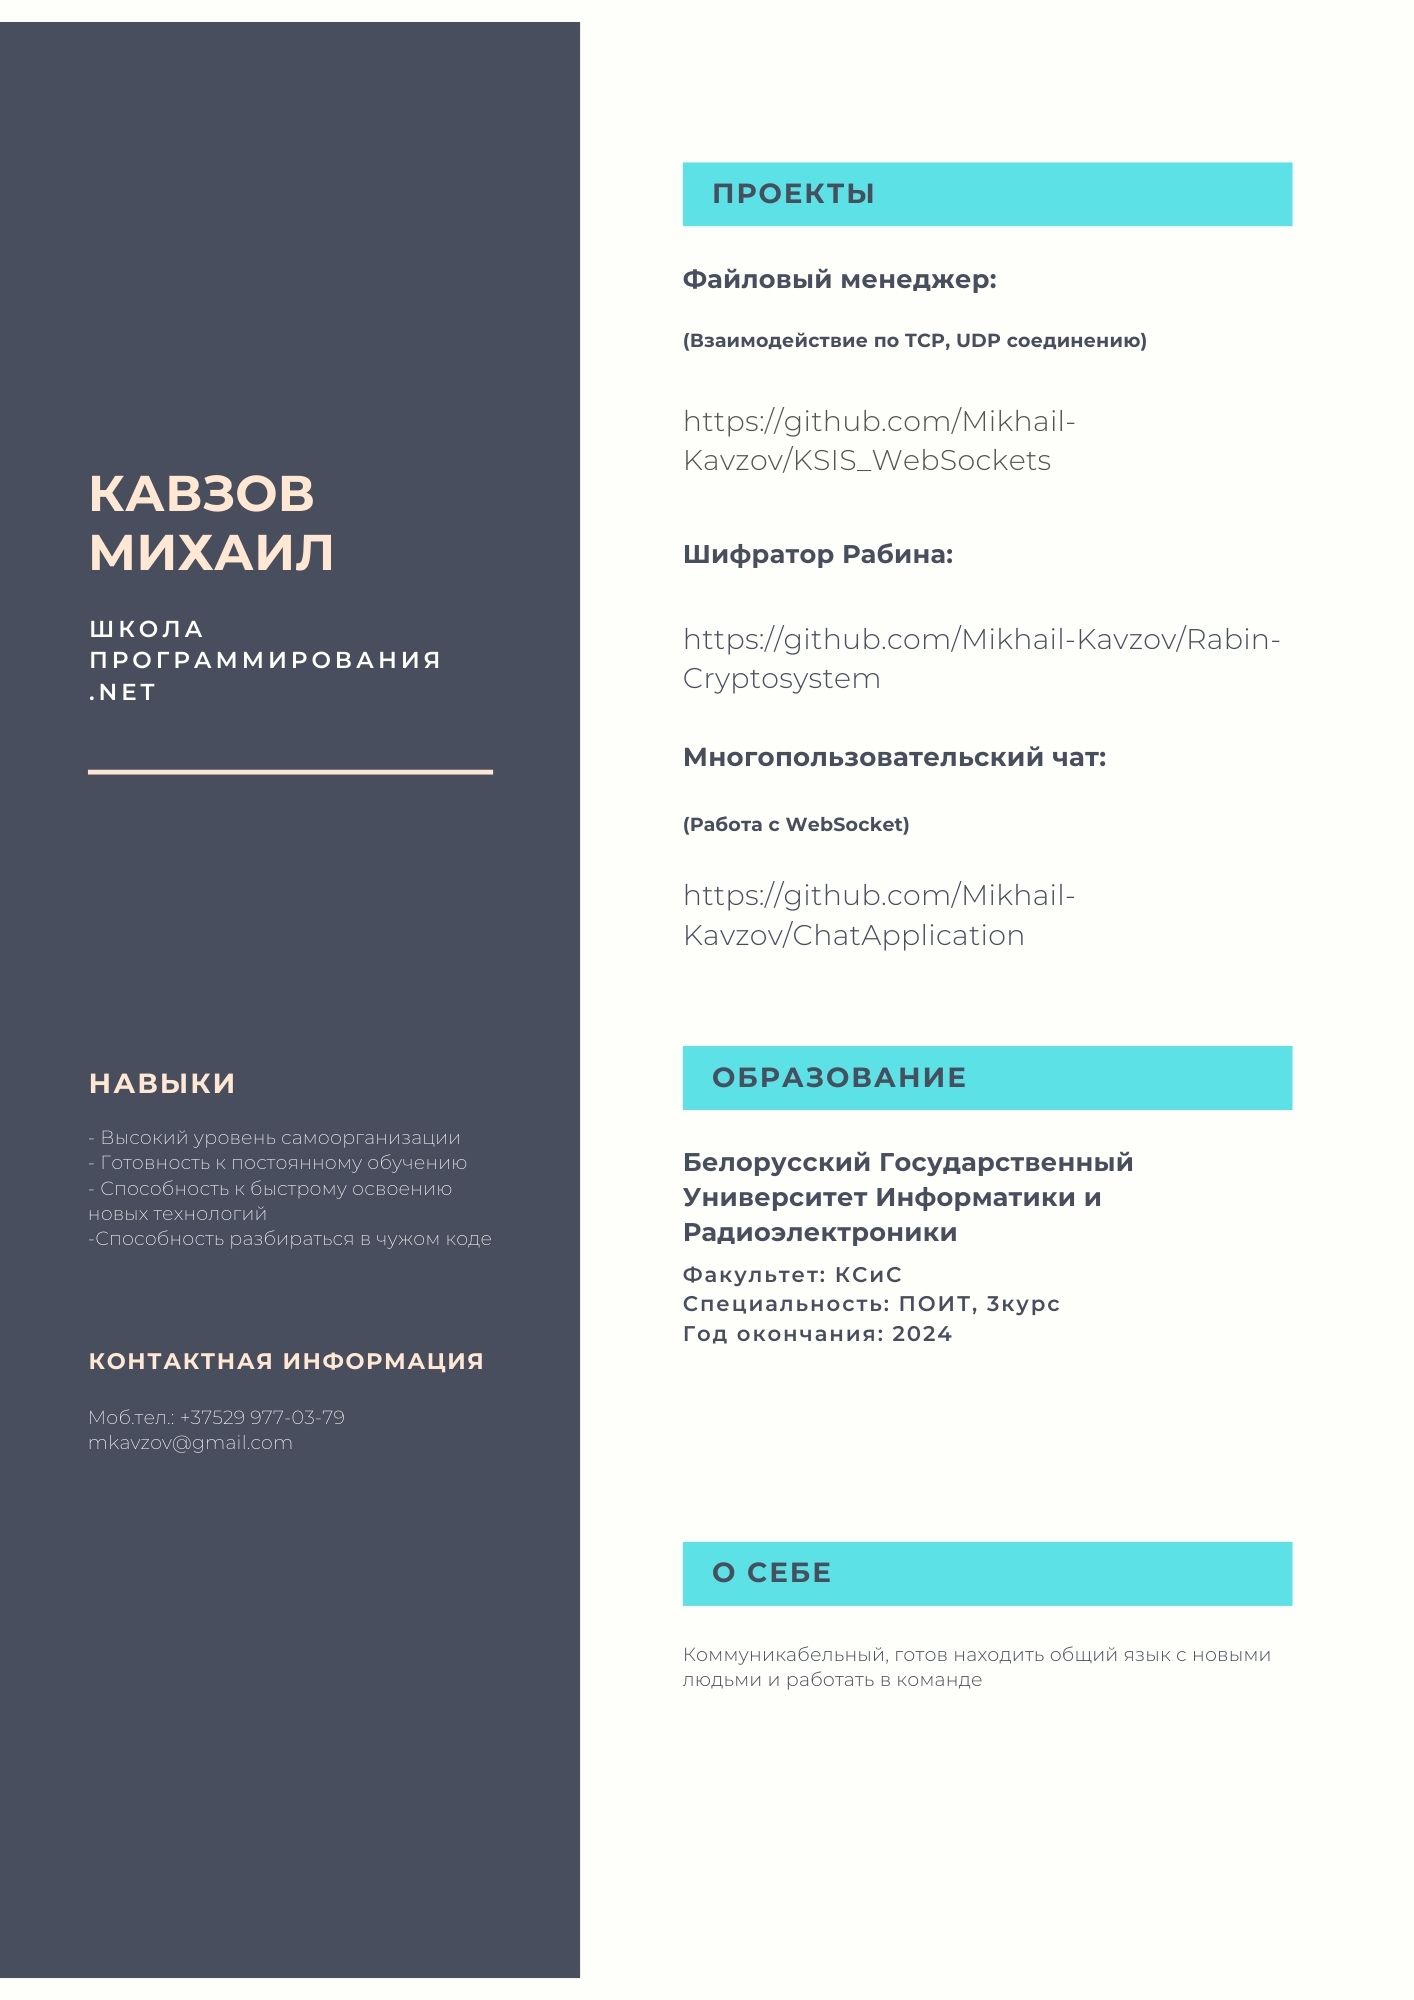 КАВЗОВ
МИХАИЛ
ШКОЛА
ПРОГРАММИРОВАНИЯ
.NET
НАВЫКИ
- Высокий уровень самоорганизации
- Готовность к постоянному обучению
- Способность к быстрому освоению
новых технологий
-Способность разбираться в чужом коде
КОНТАКТНАЯ ИНФОРМАЦИЯ
Моб.тел.: +37529 977-03-79
mkavzov@gmail.com
ПРОЕКТЫ
Файловый менеджер:
(Взаимодействие по TCP, UDP соединению)
https://github.com/Mikhail-
Kavzov/KSIS_WebSockets
Шифратор Рабина:
https://github.com/Mikhail-Kavzov/Rabin-
Cryptosystem
Многопользовательский чат:
(Работа с WebSocket)
https://github.com/Mikhail-
Kavzov/ChatApplication
ОБРАЗОВАНИЕ
Белорусский Государственный
Университет Информатики и
Радиоэлектроники
Факультет: КСиС
Специальность: ПОИТ, 3курс
Год окончания: 2024
О СЕБЕ
Коммуникабельный, готов находить общий язык с новыми
людьми и работать в команде